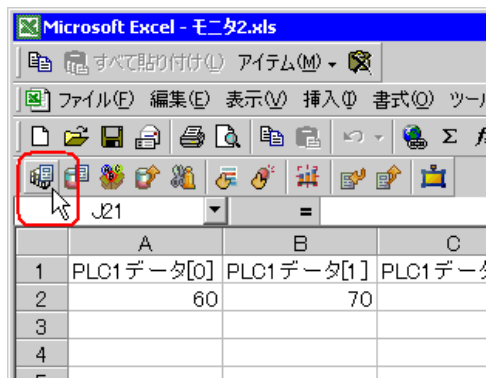 Microsoft Excel - モニタ2.xls
すべて貼り付け(L) アイテム(M)
ファイル(F) 編集(E) 表示(V) 挿入(I) 書式(O) ツール
Σ
J21 =
A B C
1 PLC1データ[0] PLC1データ[1] PLC1データ
2 60 70
3
4